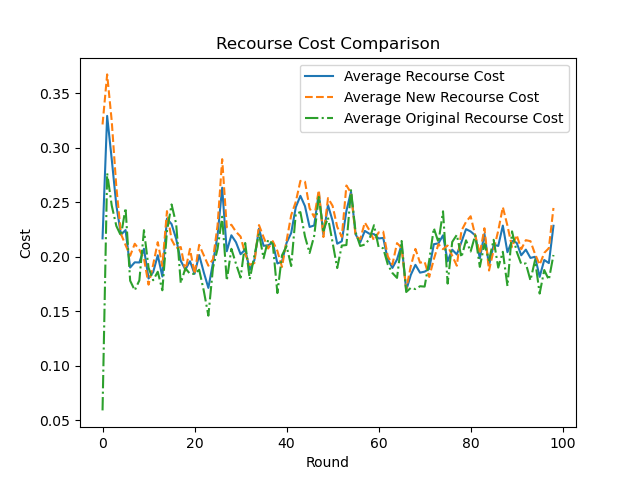 Recourse Cost Comparison
Average Recourse Cost
Average New Recourse Cost
Average Original Recourse Cost
Cost
0.35
0.30
0.25
0.20
0.15
0.10
0.05
0 20 40 60 80 100
Round